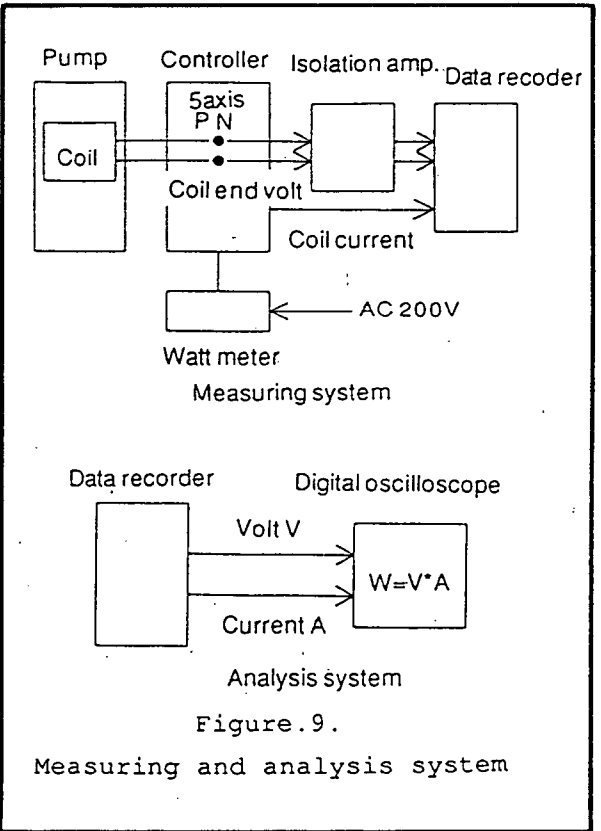 Pump Controller Isolation amp. Data recoder
5axis
P N
Coil
Coil end volt
Coil current
AC 200V
Watt meter
Measuring system
Data recorder Digital oscilloscope
Volt V
W=V*A
Current A
Analysis system
Figure.9.
Measuring and analysis system